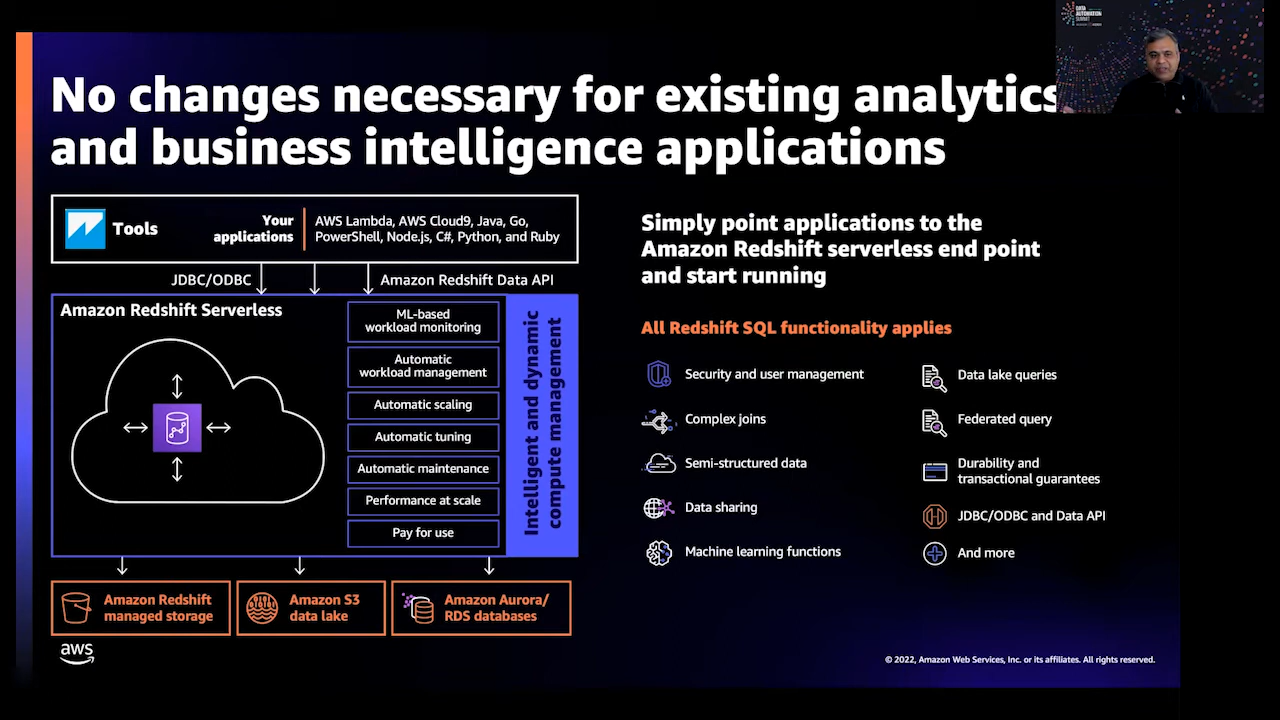 No changes necessary for existing analytics
and business intelligence applications
Tools
Your
applications
AWS Lambda, AWS Cloud9, Java, Go,
PowerShell, Node.js, C#, Python, and Ruby
JDBC/ODBC
Amazon Redshift Data API
Amazon Redshift Serverless
ML-based
workload monitoring
Automatic
workload management
Automatic scaling
Automatic tuning
Automatic maintenance
Performance at scale
Pay for use
Intelligent and dynamic
compute management
Amazon Redshift
managed storage
Amazon S3
data lake
Amazon Aurora/
RDS databases
aws
Simply point applications to the
Amazon Redshift serverless end point
and start running
All Redshift SQL functionality applies
Security and user management
Complex joins
Semi-structured data
Data sharing
Machine learning functions
Data lake queries
Federated query
Durability and
transactional guarantees
JDBC/ODBC and Data API
And more
© 2022, Amazon Web Services, Inc. or its affiliates. All rights reserved.
DATA
AUTOMATION
SUMMIT